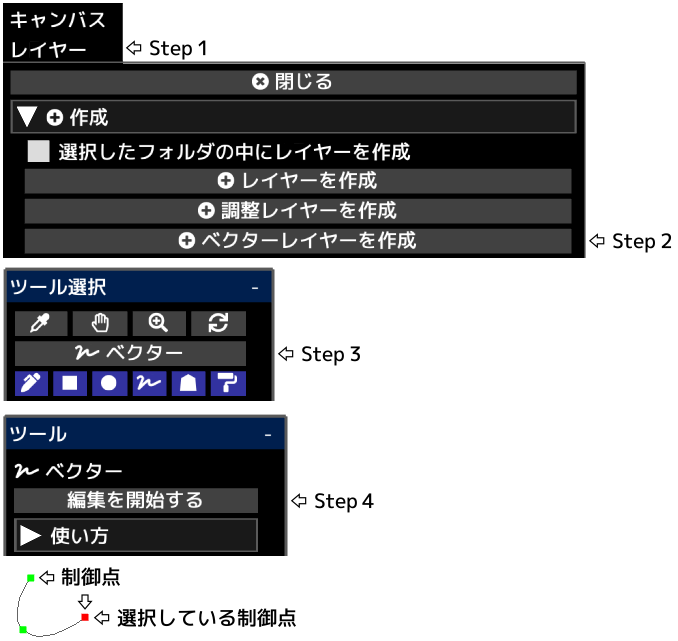 キャンバス
レイヤー
Step 1
閉じる
作成
選択したフォルダの中にレイヤーを作成
レイヤーを作成
調整レイヤーを作成
ベクターレイヤーを作成
Step 2
ツール選択 -
ベクター
Step 3
ツール -
ベクター
編集を開始する
Step 4
使い方
制御点
選択している制御点